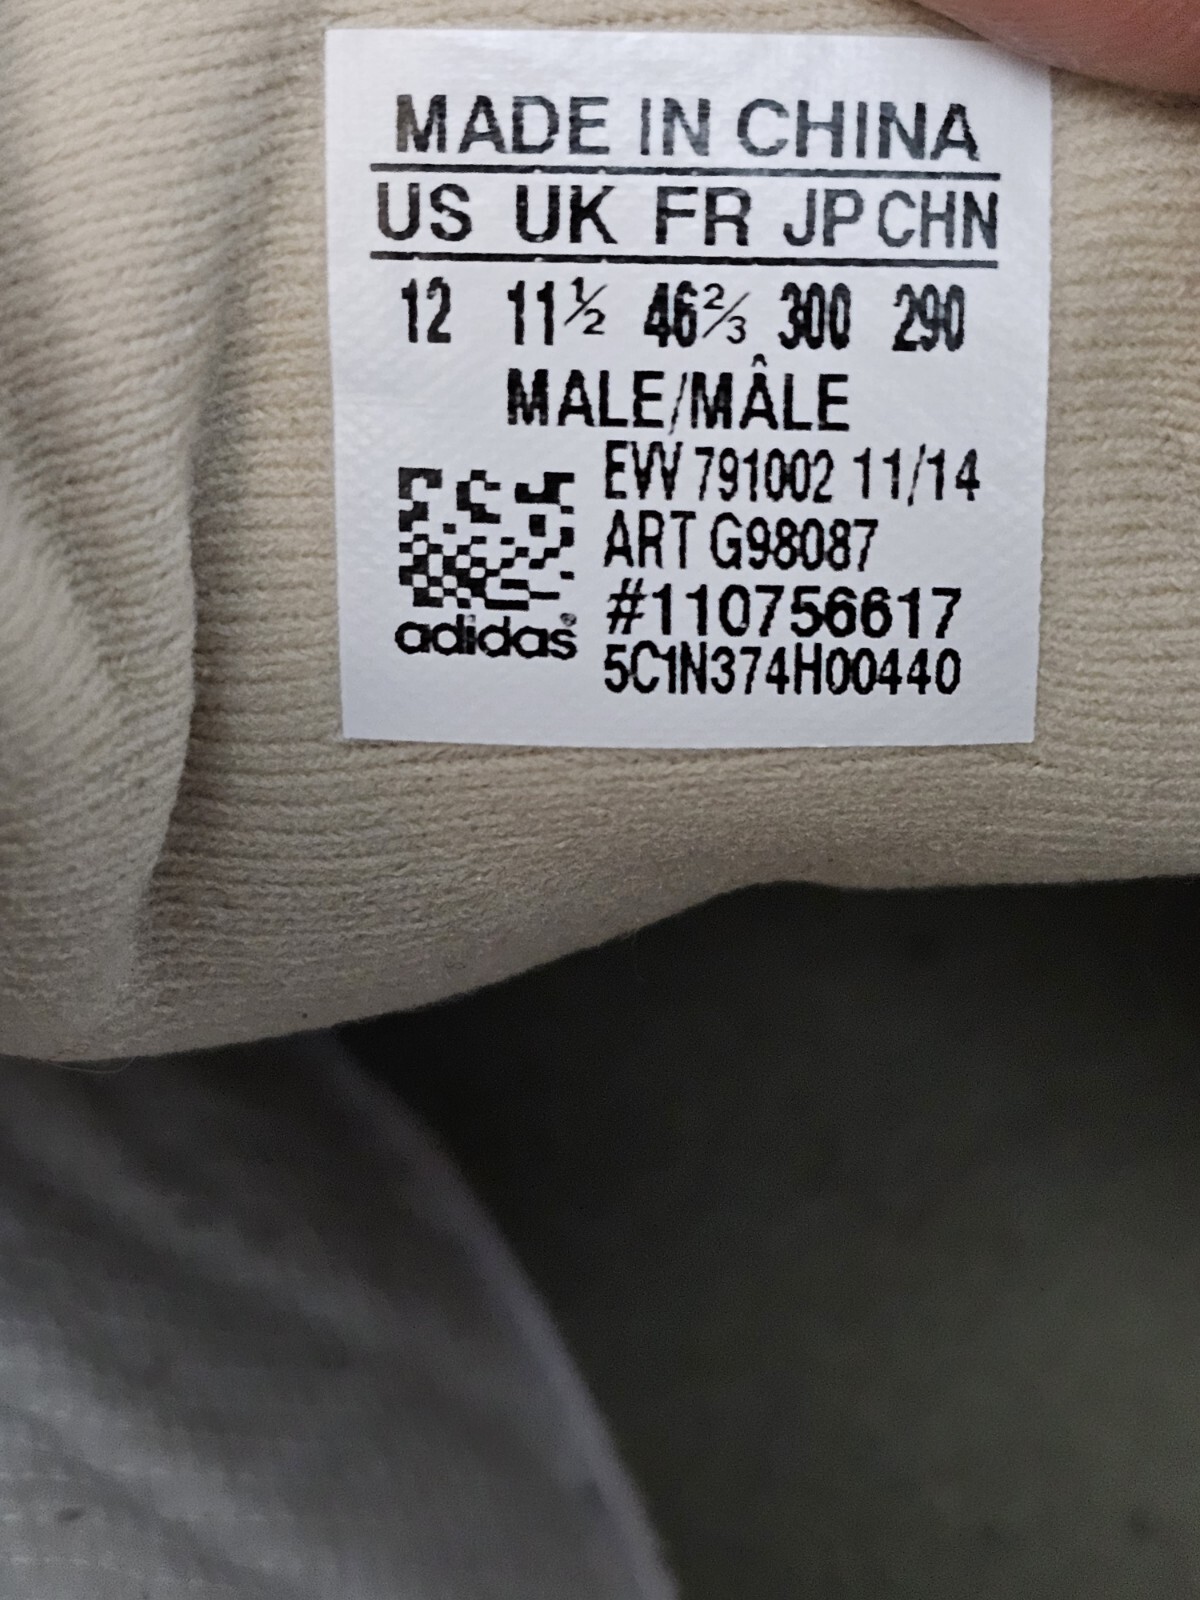 MADE IN CHINA
US UK FR JP CHN
12 11½ 46⅔ 300 290
MALE/MÂLE
EVV 791002 11/14
ART G98087
#110756617
5C1N374H00440
adidas®